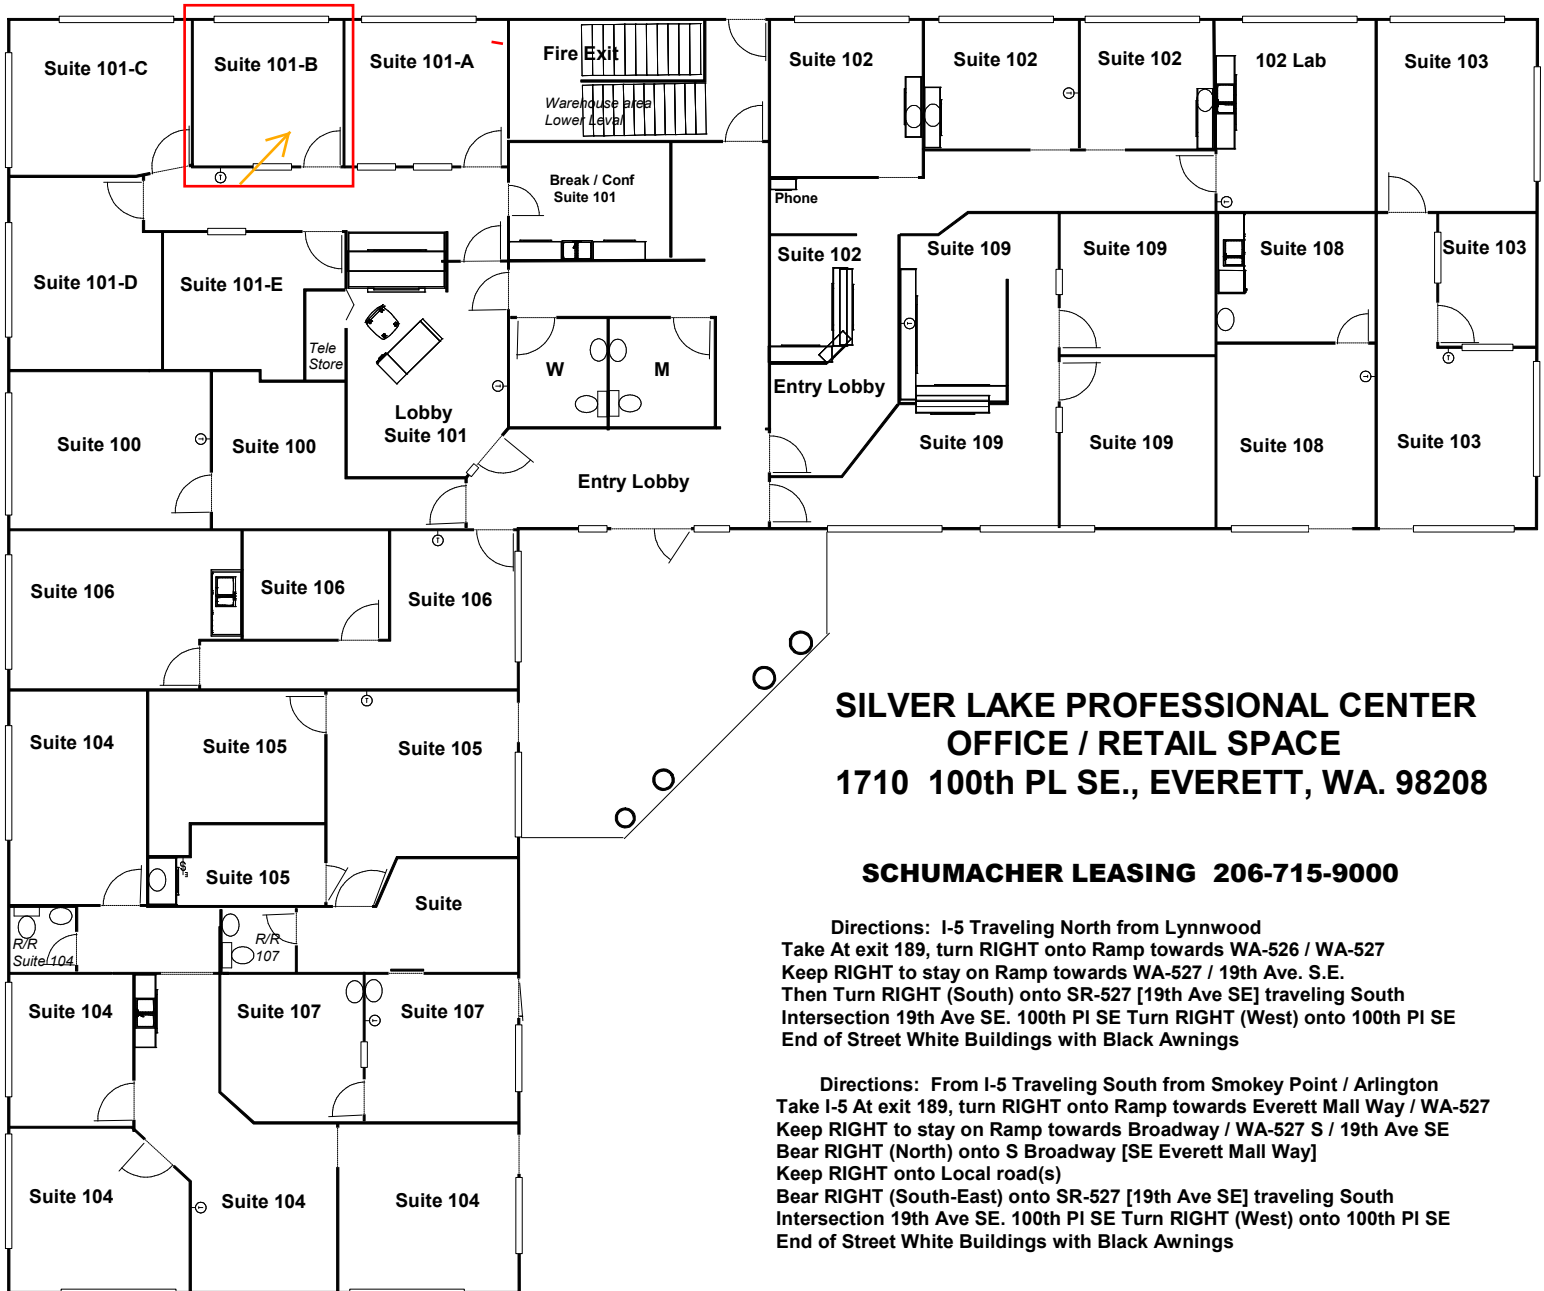 Suite 101-C
Suite 101-B
Suite 101-A
Fire Exit
Warehouse area
Lower Leval
Suite 102
Suite 102
Suite 102
102 Lab
Suite 103
Break / Conf
Suite 101
Phone
Suite 101-D
Suite 101-E
Suite 102
Suite 109
Suite 109
Suite 108
Suite 103
Tele
Store
W
M
Entry Lobby
Lobby
Suite 101
Suite 100
Suite 100
Entry Lobby
Suite 109
Suite 109
Suite 108
Suite 103
Suite 106
Suite 106
Suite 106
Suite 104
Suite 105
Suite 105
Suite 105
Suite
R/R
Suite 104
R/R
107
Suite 104
Suite 107
Suite 107
Suite 104
Suite 104
Suite 104
SILVER LAKE PROFESSIONAL CENTER
OFFICE / RETAIL SPACE
1710 100th PL SE., EVERETT, WA. 98208
SCHUMACHER LEASING 206-715-9000
Directions: I-5 Traveling North from Lynnwood
Take At exit 189, turn RIGHT onto Ramp towards WA-526 / WA-527
Keep RIGHT to stay on Ramp towards WA-527 / 19th Ave. S.E.
Then Turn RIGHT (South) onto SR-527 [19th Ave SE] traveling South
Intersection 19th Ave SE. 100th Pl SE Turn RIGHT (West) onto 100th Pl SE
End of Street White Buildings with Black Awnings
Directions: From I-5 Traveling South from Smokey Point / Arlington
Take I-5 At exit 189, turn RIGHT onto Ramp towards Everett Mall Way / WA-527
Keep RIGHT to stay on Ramp towards Broadway / WA-527 S / 19th Ave SE
Bear RIGHT (North) onto S Broadway [SE Everett Mall Way]
Keep RIGHT onto Local road(s)
Bear RIGHT (South-East) onto SR-527 [19th Ave SE] traveling South
Intersection 19th Ave SE. 100th Pl SE Turn RIGHT (West) onto 100th Pl SE
End of Street White Buildings with Black Awnings